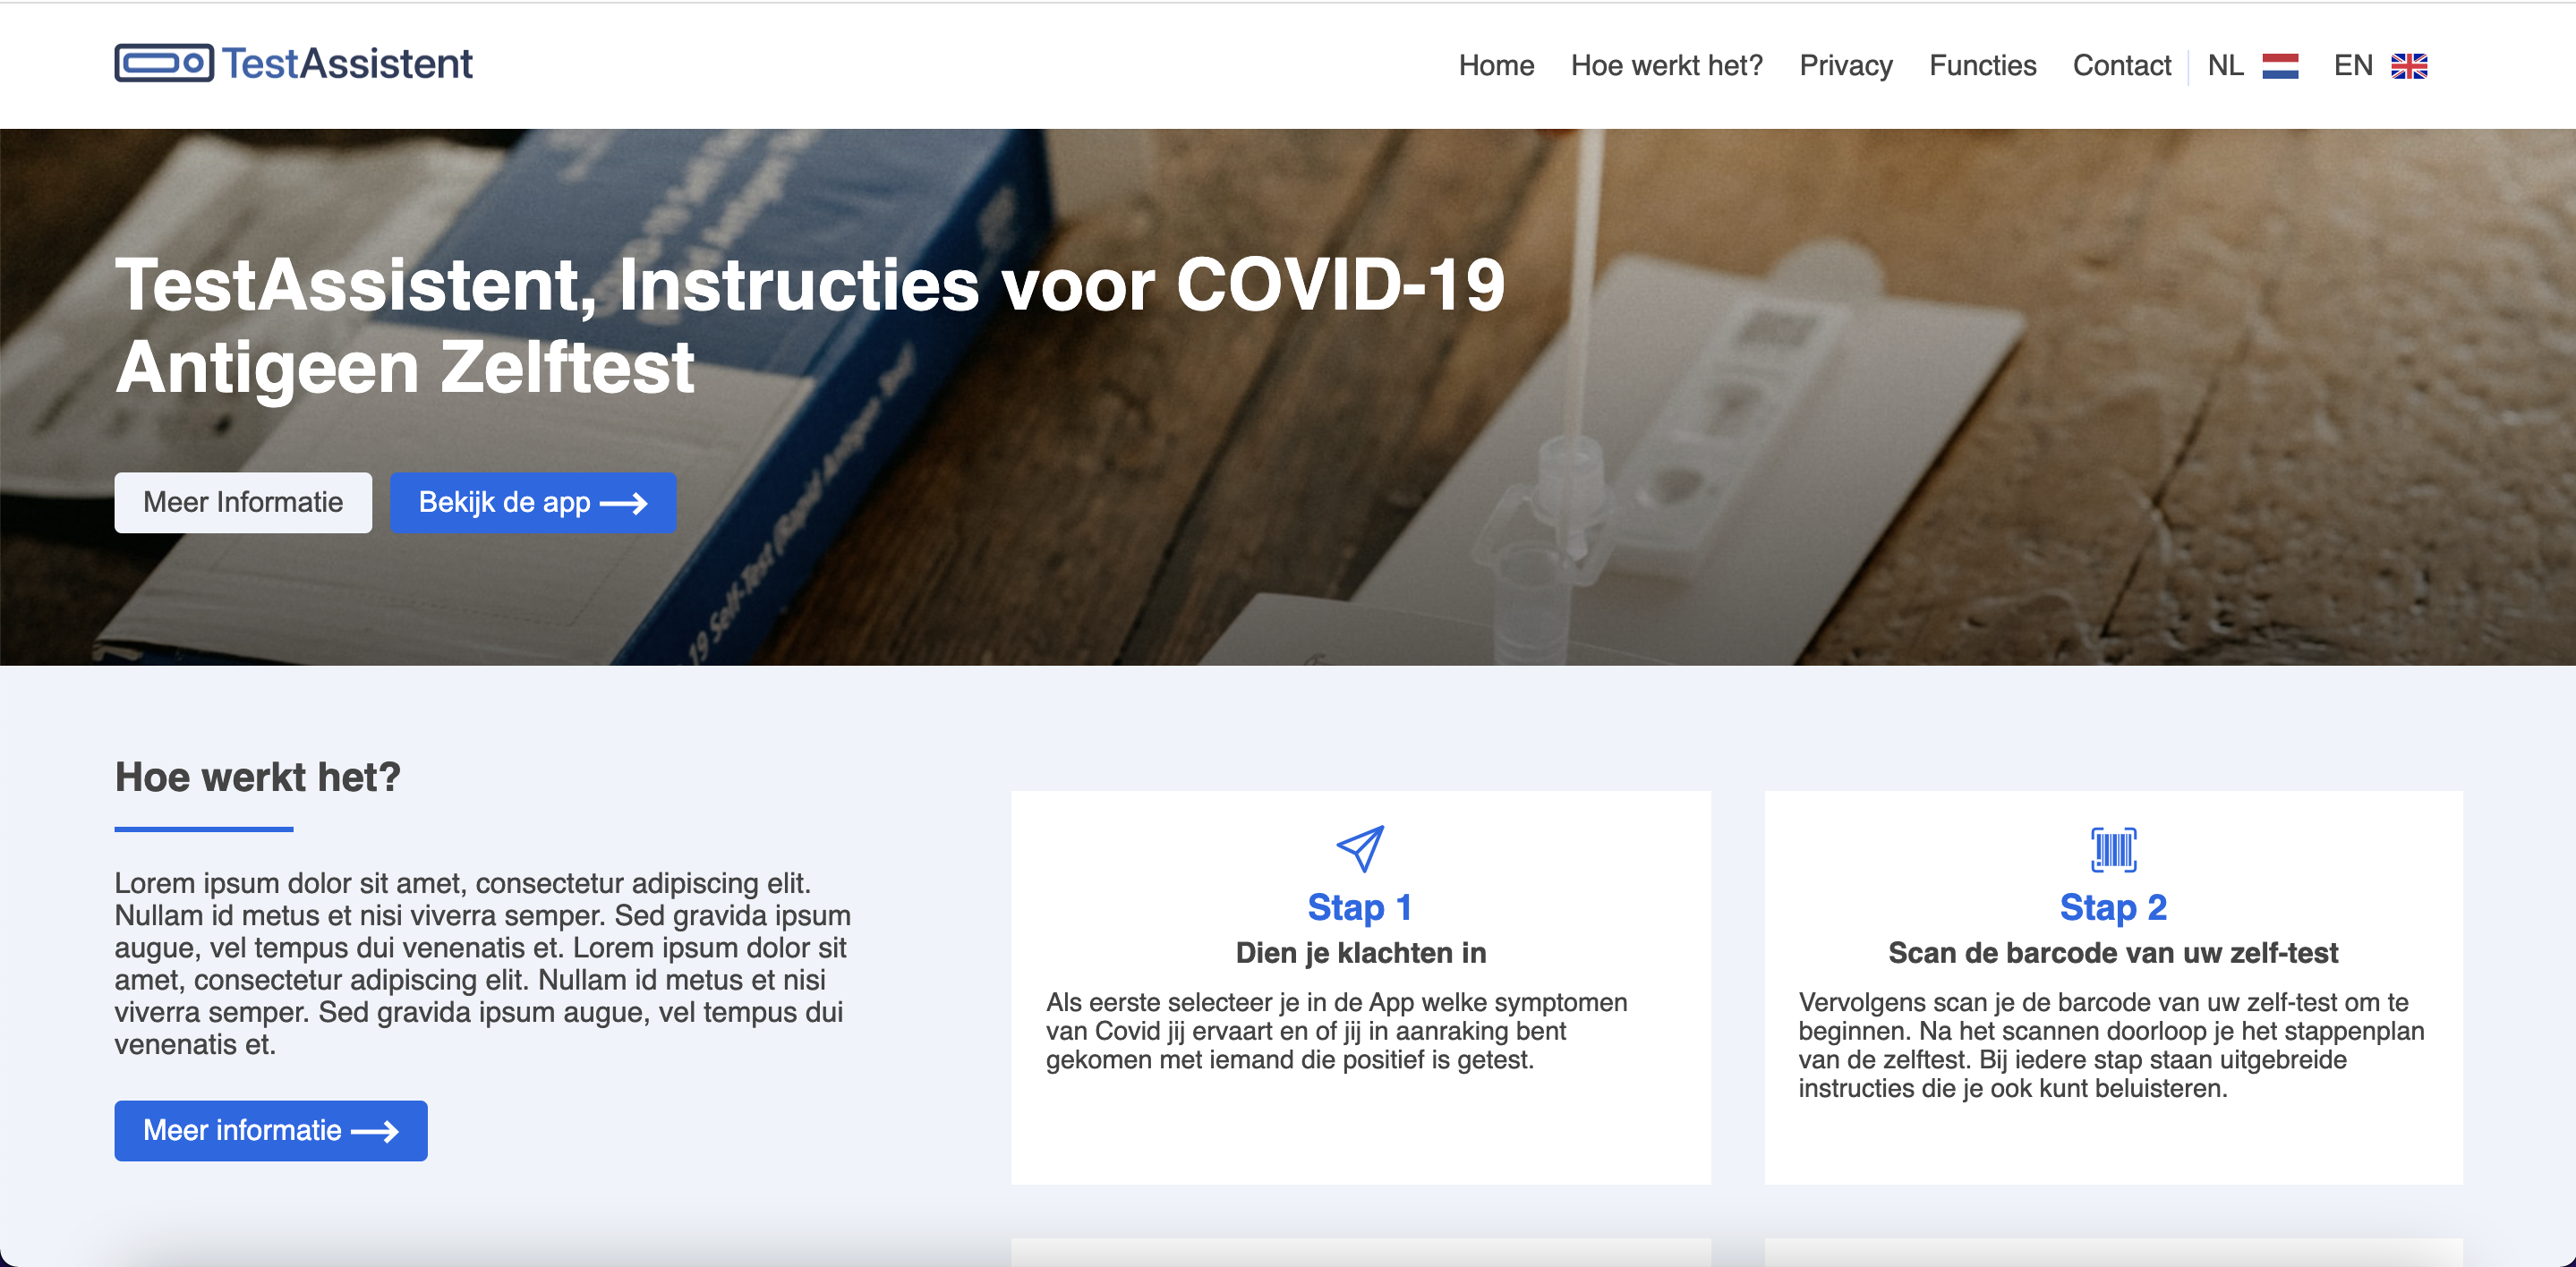 TestAssistent
Home Hoe werkt het? Privacy Functies Contact NL EN
TestAssistent, Instructies voor COVID-19
Antigeen Zelftest
Meer Informatie
Bekijk de app
19 Self-Test (Rapid Antigen Test)
Hoe werkt het?
Lorem ipsum dolor sit amet, consectetur adipiscing elit.
Nullam id metus et nisi viverra semper. Sed gravida ipsum
augue, vel tempus dui venenatis et. Lorem ipsum dolor sit
amet, consectetur adipiscing elit. Nullam id metus et nisi
viverra semper. Sed gravida ipsum augue, vel tempus dui
venenatis et.
Meer informatie
Stap 1
Dien je klachten in
Als eerste selecteer je in de App welke symptomen
van Covid jij ervaart en of jij in aanraking bent
gekomen met iemand die positief is getest.
Stap 2
Scan de barcode van uw zelf-test
Vervolgens scan je de barcode van uw zelf-test om te
beginnen. Na het scannen doorloop je het stappenplan
van de zelftest. Bij iedere stap staan uitgebreide
instructies die je ook kunt beluisteren.